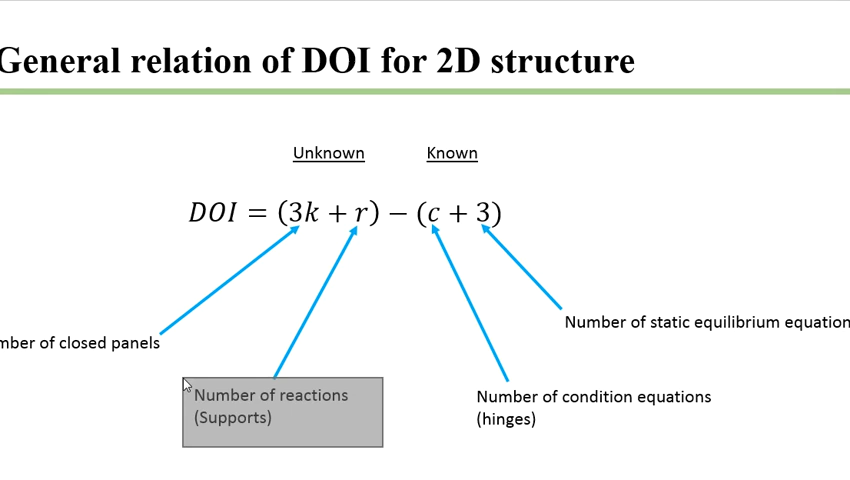 General relation of DOI for 2D structure
Unknown Known
DOI = (3k + r) − (c + 3)
Number of static equilibrium equation
of closed panels
Number of reactions
(Supports)
Number of condition equations
(hinges)